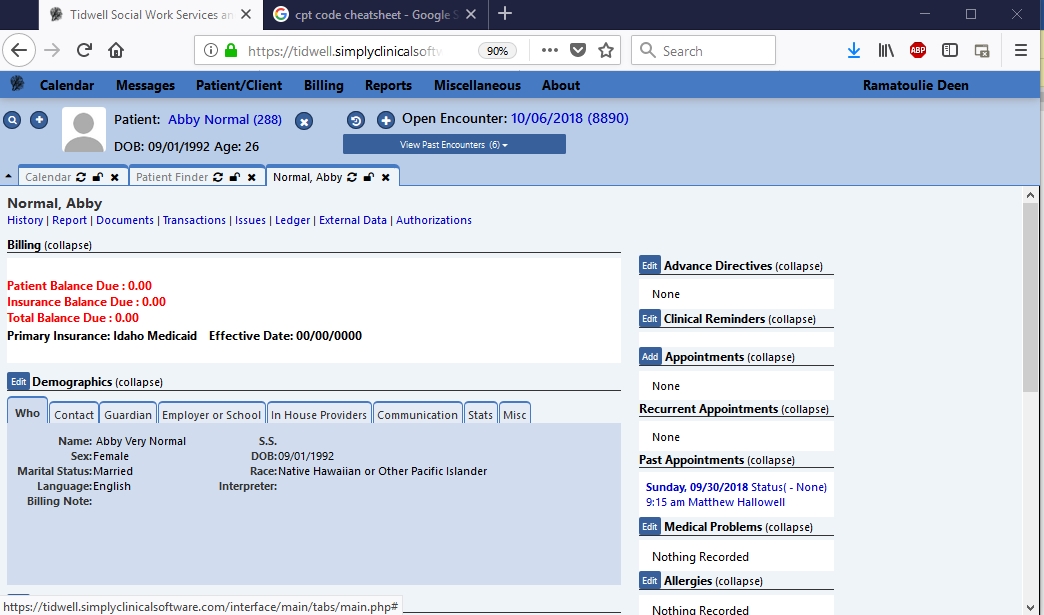 Tidwell Social Work Services an
cpt code cheatsheet - Google S
https://tidwell.simplyclinicalsoftw
90%
Search
ABP
Calendar Messages Patient/Client Billing Reports Miscellaneous About Ramatoulie Deen
Patient: Abby Normal (288)
DOB: 09/01/1992 Age: 26
Open Encounter: 10/06/2018 (8890)
View Past Encounters (6)
Calendar Patient Finder Normal, Abby
Normal, Abby
History | Report | Documents | Transactions | Issues | Ledger | External Data | Authorizations
Billing (collapse)
Patient Balance Due : 0.00
Insurance Balance Due : 0.00
Total Balance Due : 0.00
Primary Insurance: Idaho Medicaid Effective Date: 00/00/0000
Edit Demographics (collapse)
Who Contact Guardian Employer or School In House Providers Communication Stats Misc
Name: Abby Very Normal S.S.
Sex:Female DOB:09/01/1992
Marital Status:Married Race:Native Hawaiian or Other Pacific Islander
Language:English Interpreter:
Billing Note:
Edit Advance Directives (collapse)
None
Edit Clinical Reminders (collapse)
Add Appointments (collapse)
None
Recurrent Appointments (collapse)
None
Past Appointments (collapse)
Sunday, 09/30/2018 Status( - None)
9:15 am Matthew Hallowell
Edit Medical Problems (collapse)
Nothing Recorded
Edit Allergies (collapse)
Nothing Recorded
https://tidwell.simplyclinicalsoftware.com/interface/main/tabs/main.php#